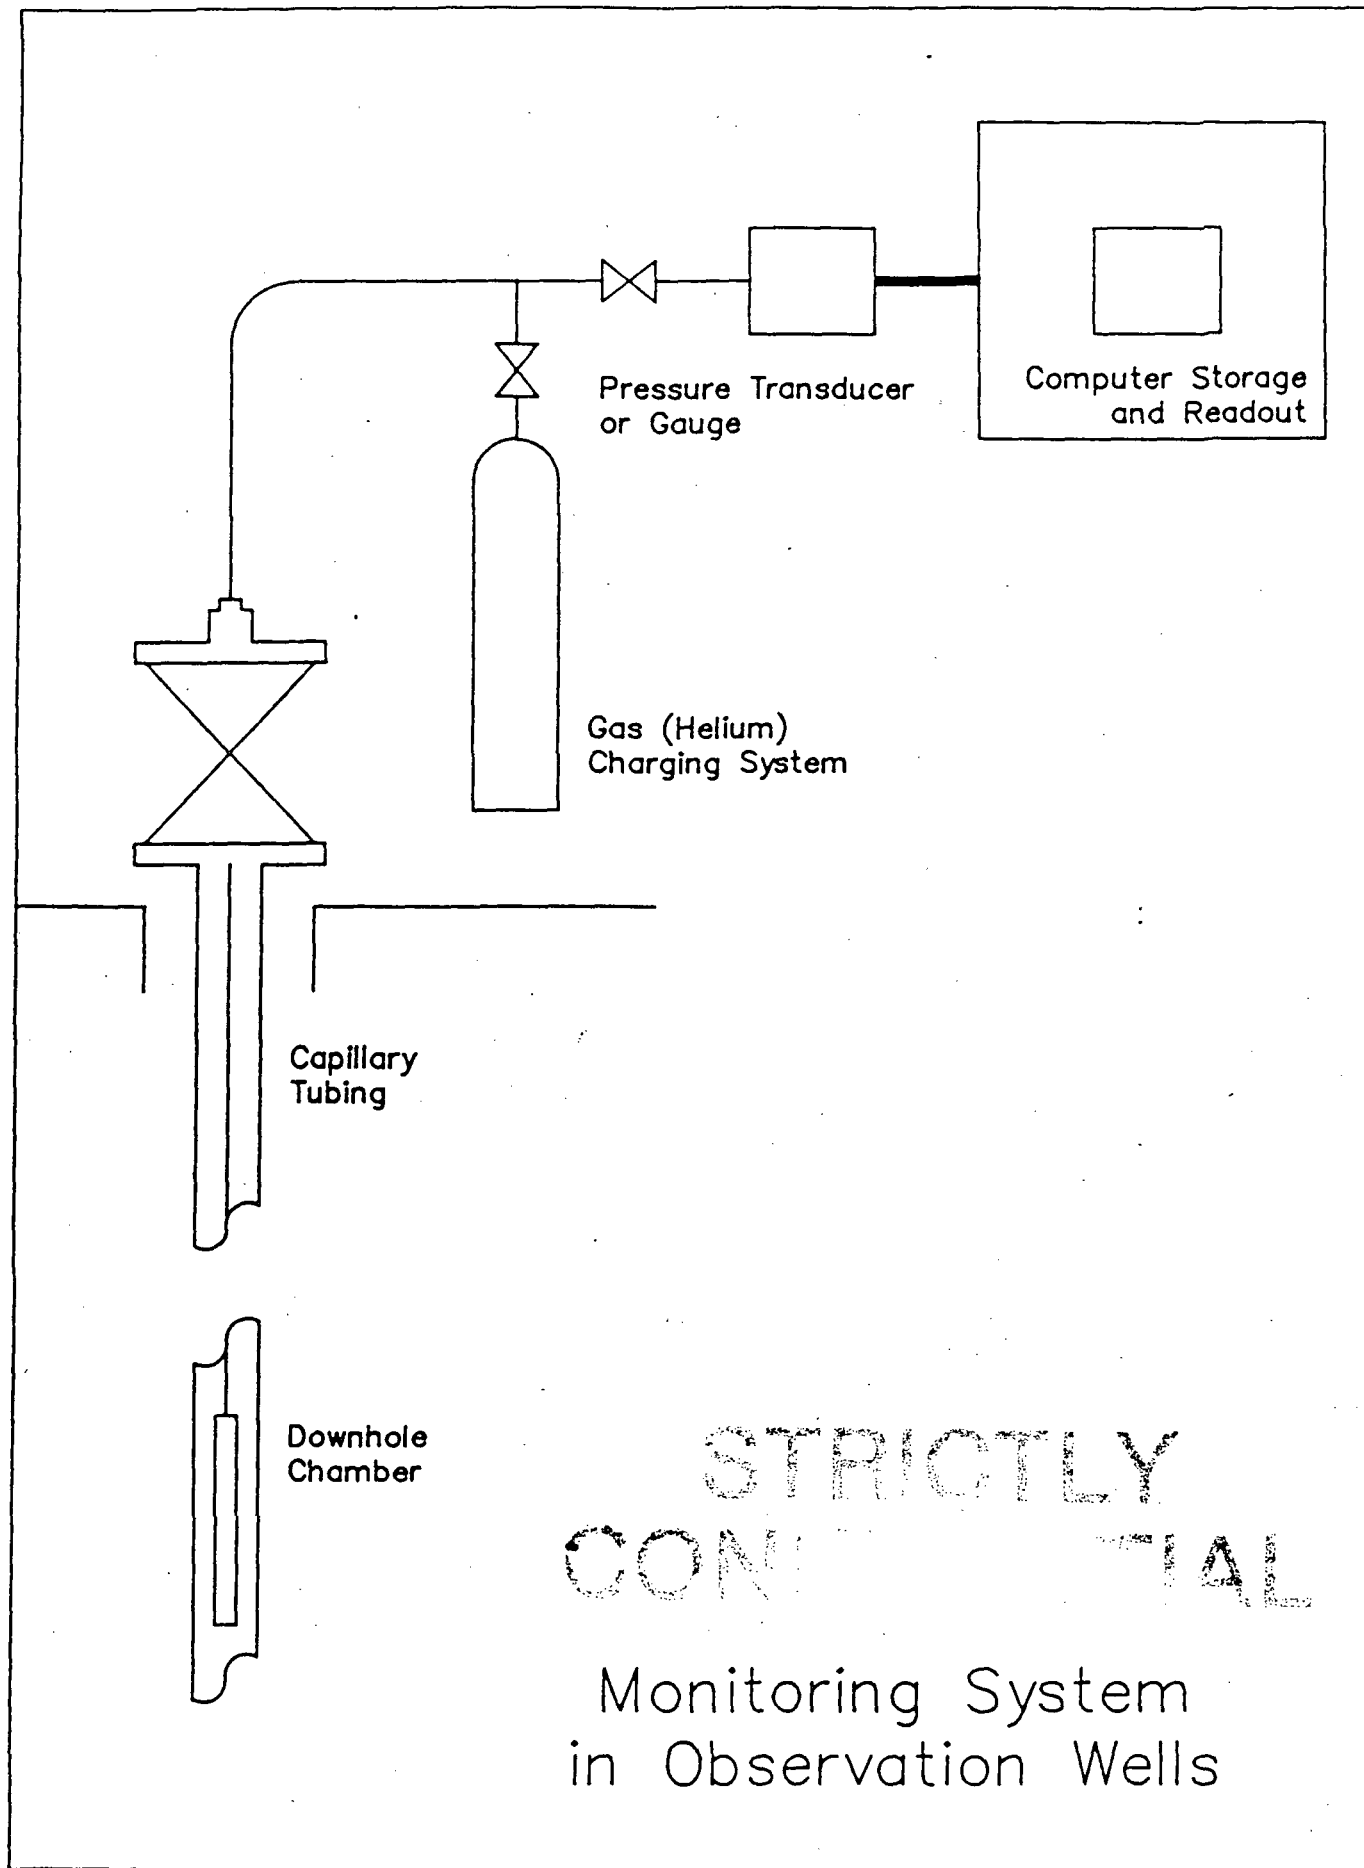 Pressure Transducer
or Gauge
Computer Storage
and Readout
Gas (Helium)
Charging System
Capillary
Tubing
Downhole
Chamber
STRICTLY
Monitoring System
in Observation Wells